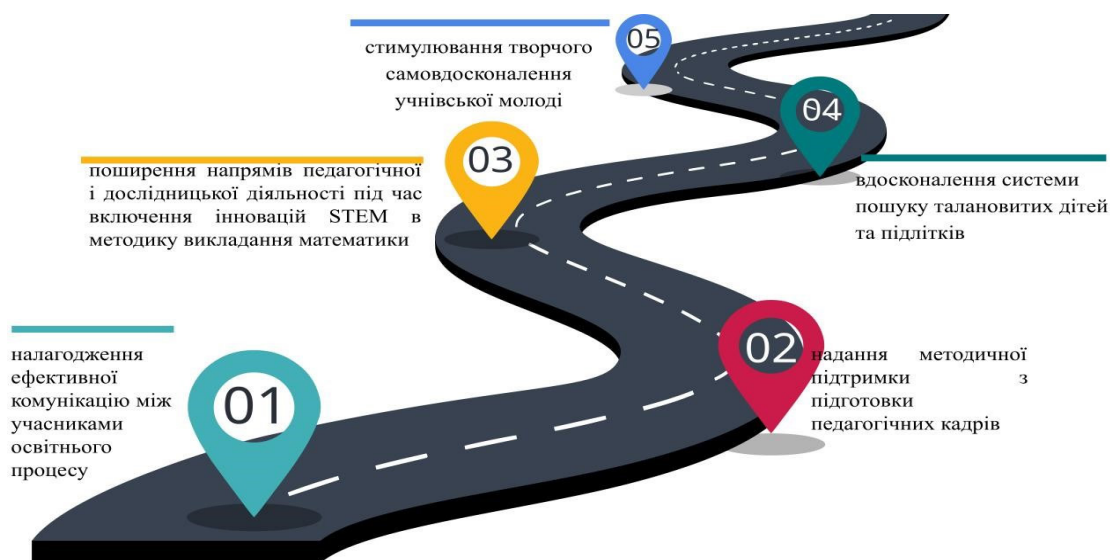 05
стимулювання творчого
самовдосконалення
учнівської молоді
04
вдосконалення системи
пошуку талановитих дітей
та підлітків
03
поширення напрямів педагогічної
і дослідницької діяльності під час
включення інновацій STEM в
методику викладання математики
02
надання методичної
підтримки з
підготовки
педагогічних кадрів
01
налагодження
ефективної
комунікацію між
учасниками
освітнього
процесу